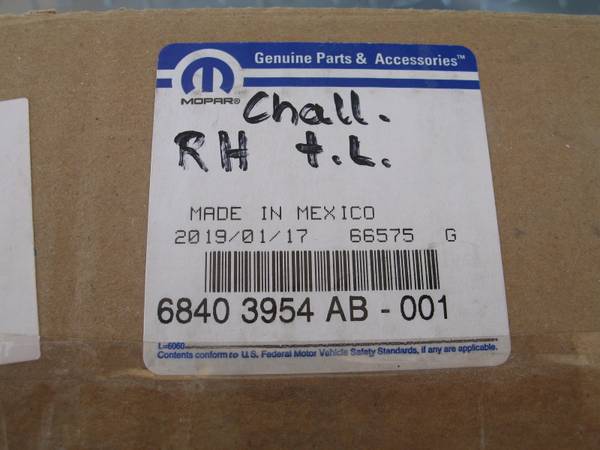 Genuine Parts & Accessories™
MOPAR®
Chall.
RH t.L.
MADE IN MEXICO
2019/01/17 66575 G
6840 3954 AB - 001
L=6060
Contents conform to U.S. Federal Motor Vehicle Safety Standards, if any are applicable.